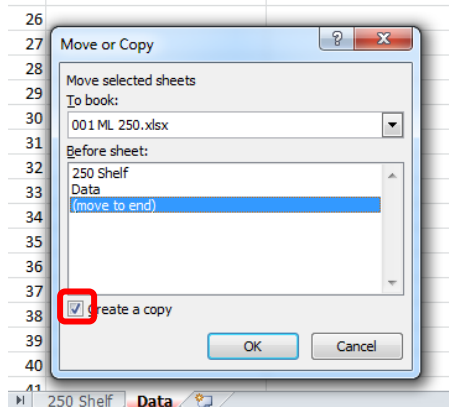 26
27
28
29
30
31
32
33
34
35
36
37
38
39
40
41
Move or Copy
?
X
Move selected sheets
To book:
001 ML 250.xlsx
Before sheet:
250 Shelf
Data
(move to end)
Create a copy
OK
Cancel
250 Shelf
Data